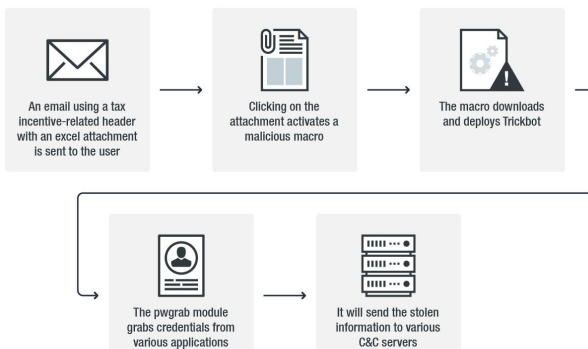 An email using a tax
incentive-related header
with an excel attachment
is sent to the user
Clicking on the
attachment activates a
malicious macro
The macro downloads
and deploys Trickbot
The pwgrab module
grabs credentials from
various applications
It will send the stolen
information to various
C&C servers